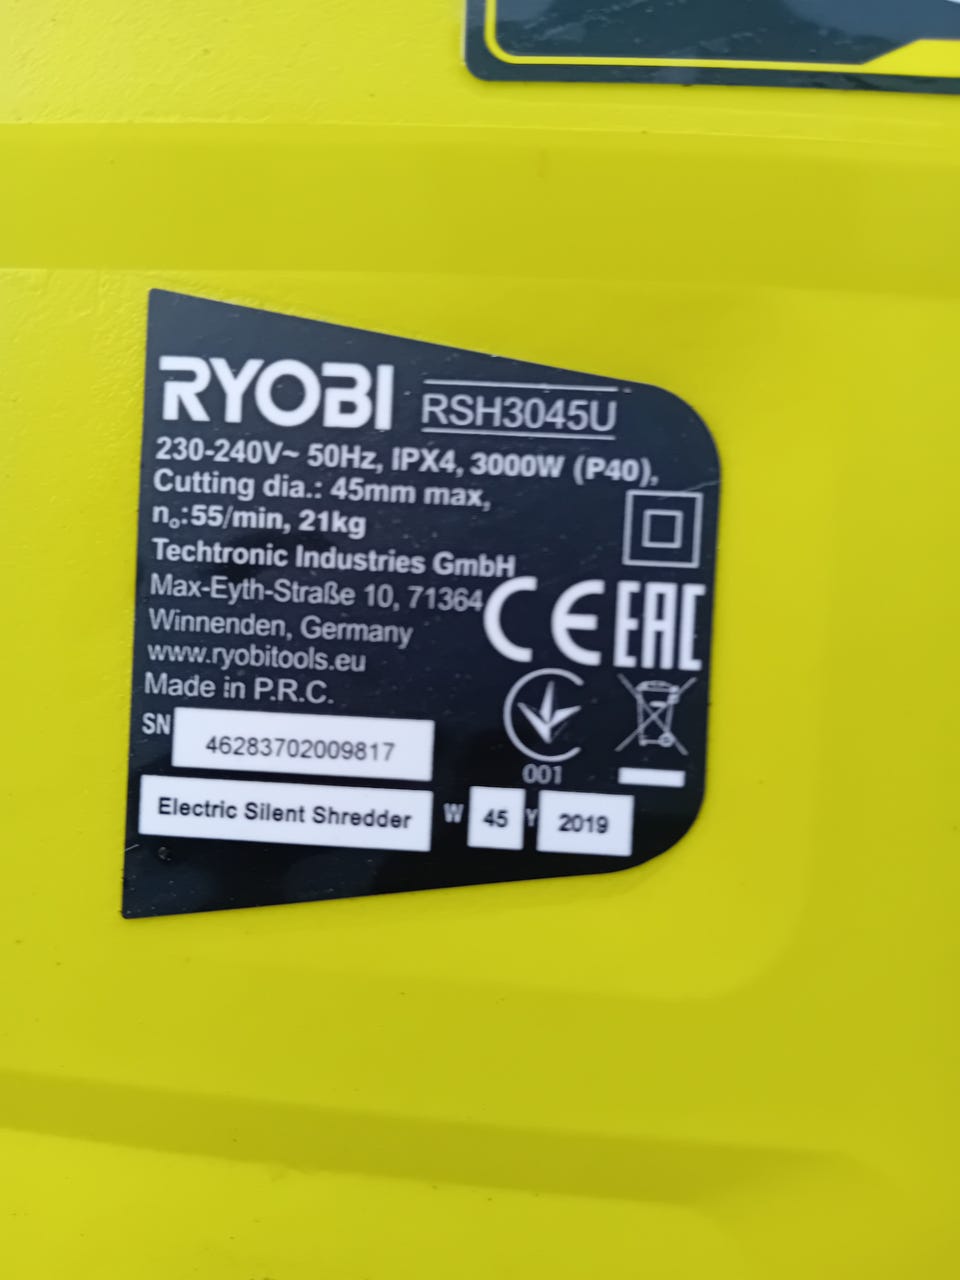 RYOBI RSH3045U
230-240V~ 50Hz, IPX4, 3000W (P40),
Cutting dia.: 45mm max,
nₒ:55/min, 21kg
Techtronic Industries GmbH
Max-Eyth-Straße 10, 71364
Winnenden, Germany
www.ryobitools.eu
Made in P.R.C.
CE EAC
SN 46283702009817
001
Electric Silent Shredder W 45 Y 2019